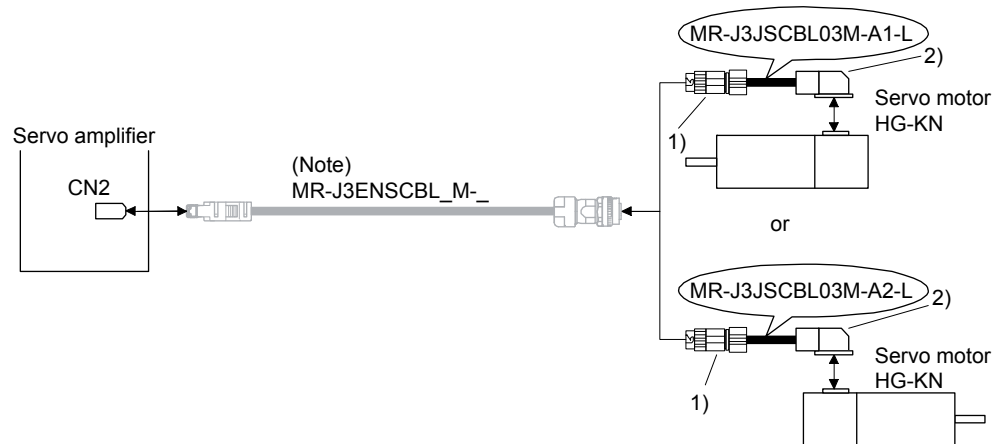 MR-J3JSCBL03M-A1-L
2)
1)
Servo motor
HG-KN
Servo amplifier
CN2
(Note)
MR-J3ENSCBL_M-_
or
MR-J3JSCBL03M-A2-L
2)
1)
Servo motor
HG-KN